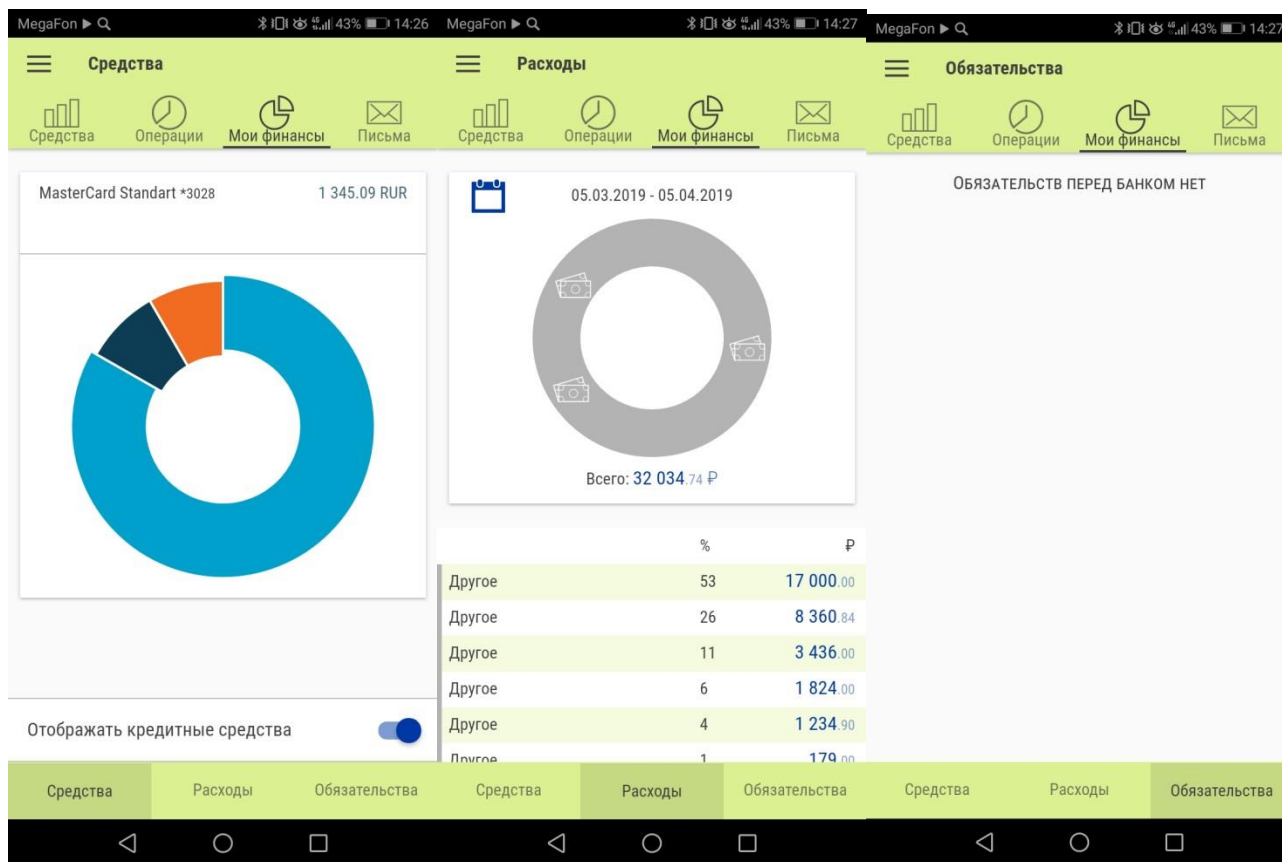 MegaFon 43% 14:26
Средства
Средства Операции Мои финансы Письма
MasterCard Standart *3028 1 345.09 RUR
Отображать кредитные средства
Средства Расходы Обязательства
MegaFon 43% 14:27
Расходы
Средства Операции Мои финансы Письма
05.03.2019 - 05.04.2019
Всего: 32 034.74 ₽
% ₽
Другое 53 17 000.00
Другое 26 8 360.84
Другое 11 3 436.00
Другое 6 1 824.00
Другое 4 1 234.90
Другое 1 179.00
Средства Расходы Обязательства
MegaFon 43% 14:27
Обязательства
Средства Операции Мои финансы Письма
Обязательств перед банком нет
Средства Расходы Обязательства